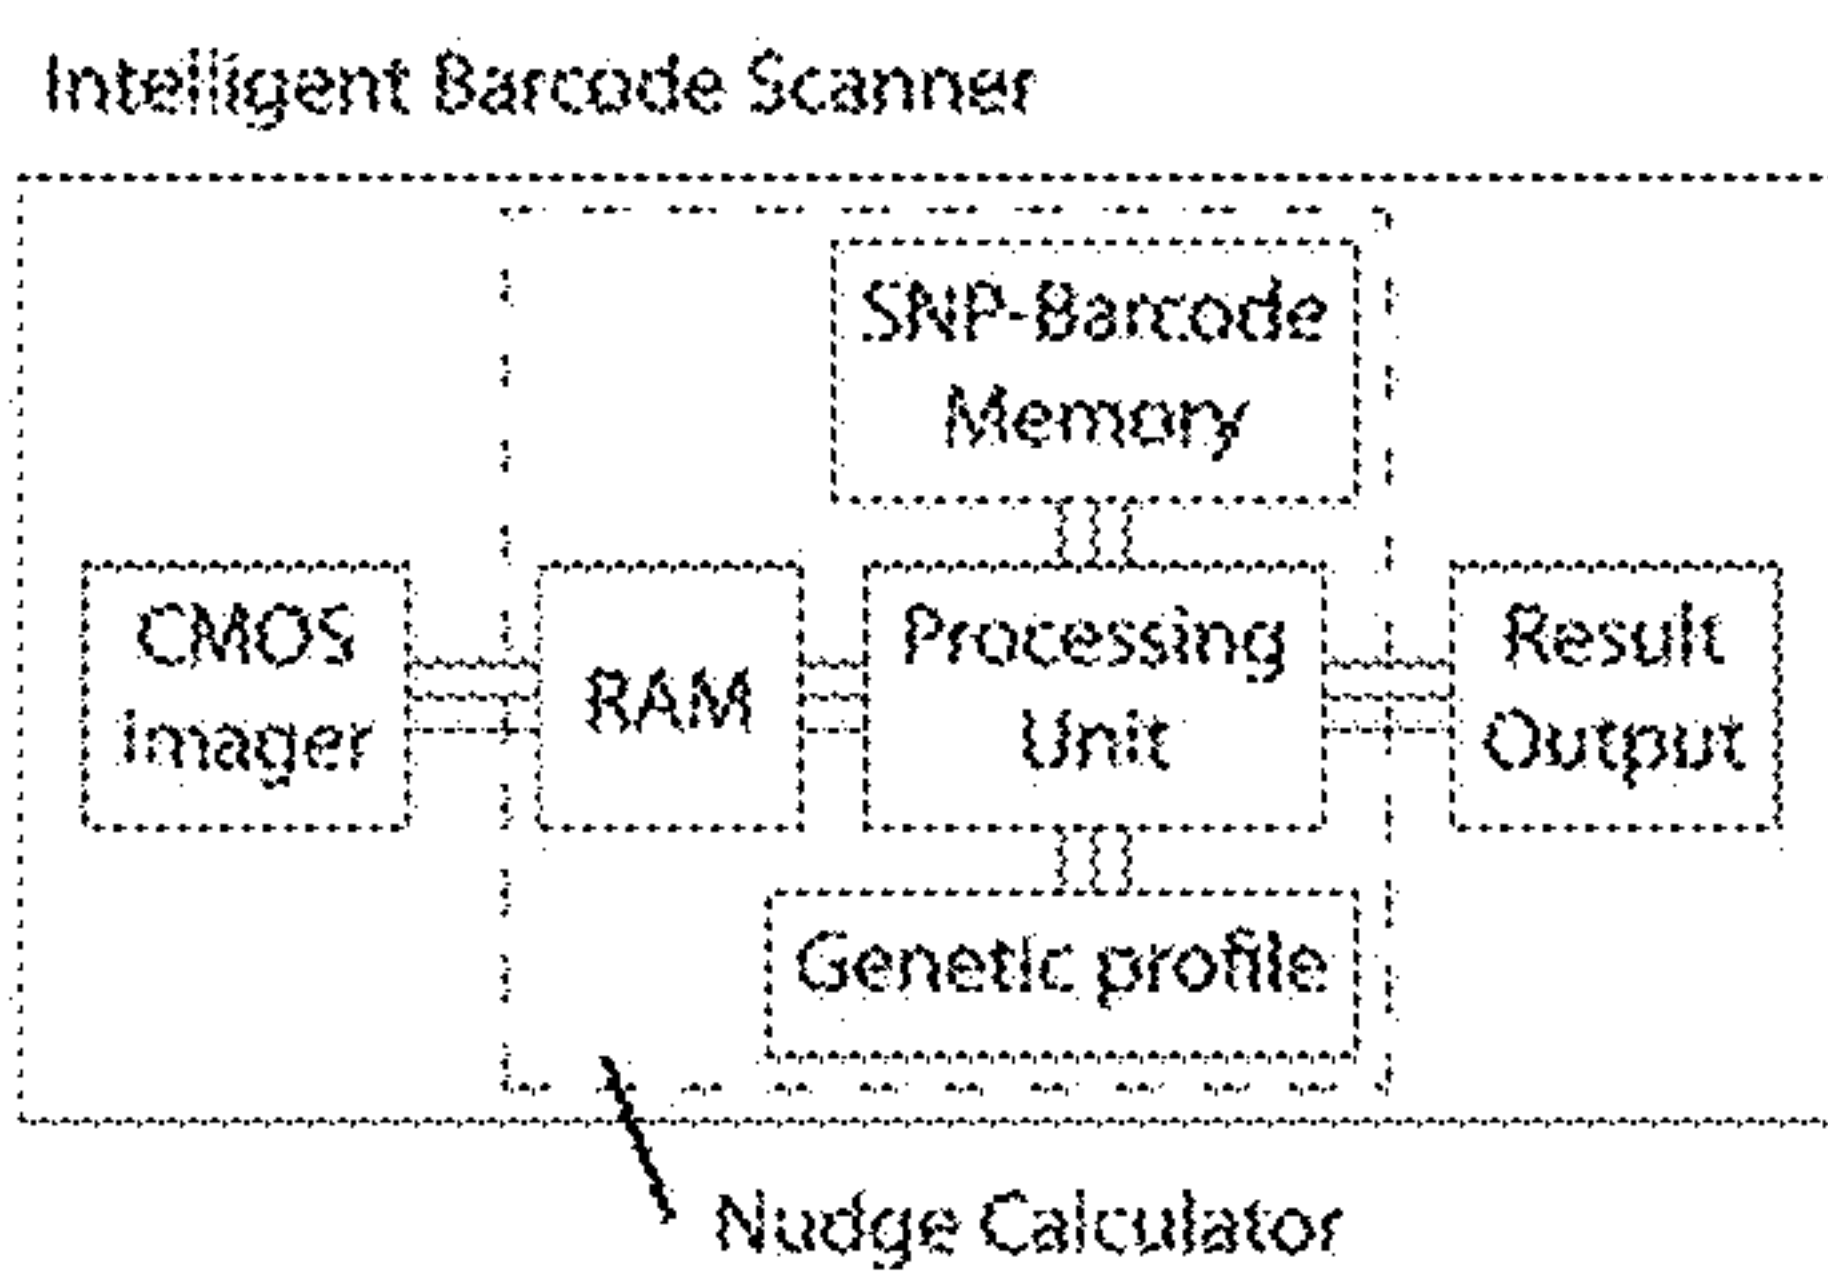 Intelligent Barcode Scanner
SNP-Barcode
Memory
CMOS
imager
RAM
Processing
Unit
Result
Output
Genetic profile
Nudge Calculator